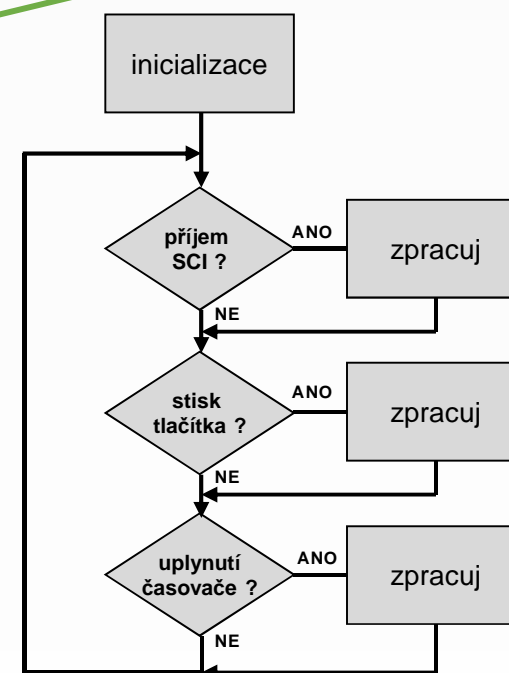 inicializace
příjem
SCI ?
ANO
zpracuj
NE
stisk
tlačítka ?
ANO
zpracuj
NE
uplynutí
časovače ?
ANO
zpracuj
NE